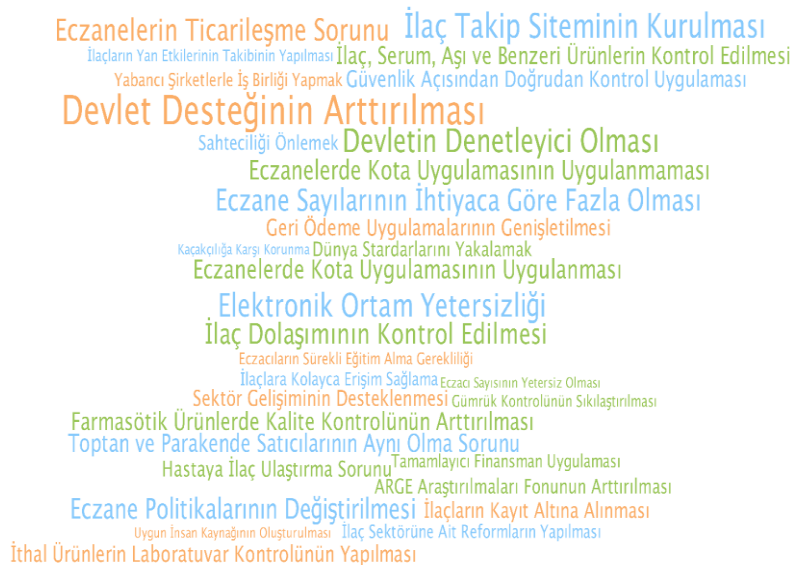 Eczanelerin Ticarileşme Sorunu İlaç Takip Siteminin Kurulması
İlaçların Yan Etkilerinin Takibinin Yapılması İlaç, Serum, Aşı ve Benzeri Ürünlerin Kontrol Edilmesi
Yabancı Şirketlerle İş Birliği Yapmak Güvenlik Açısından Doğrudan Kontrol Uygulaması
Devlet Desteğinin Arttırılması
Sahteciliği Önlemek Devletin Denetleyici Olması
Eczanelerde Kota Uygulamasının Uygulanmaması
Eczane Sayılarının İhtiyaca Göre Fazla Olması
Geri Ödeme Uygulamalarının Genişletilmesi
Kaçakçılığa Karşı Korunma Dünya Stardarlarını Yakalamak
Eczanelerde Kota Uygulamasının Uygulanması
Elektronik Ortam Yetersizliği
İlaç Dolaşımının Kontrol Edilmesi
Eczacıların Sürekli Eğitim Alma Gerekliliği
İlaçlara Kolayca Erişim Sağlama Eczacı Sayısının Yetersiz Olması
Sektör Gelişiminin Desteklenmesi Gümrük Kontrolünün Sıkılaştırılması
Farmasötik Ürünlerde Kalite Kontrolünün Arttırılması
Toptan ve Parakende Satıcılarının Aynı Olma Sorunu
Hastaya İlaç Ulaştırma Sorunu Tamamlayıcı Finansman Uygulaması
ARGE Araştırılmaları Fonunun Arttırılması
Eczane Politikalarının Değiştirilmesi İlaçların Kayıt Altına Alınması
Uygun İnsan Kaynağının Oluşturulması İlaç Sektörüne Ait Reformların Yapılması
İthal Ürünlerin Laboratuvar Kontrolünün Yapılması